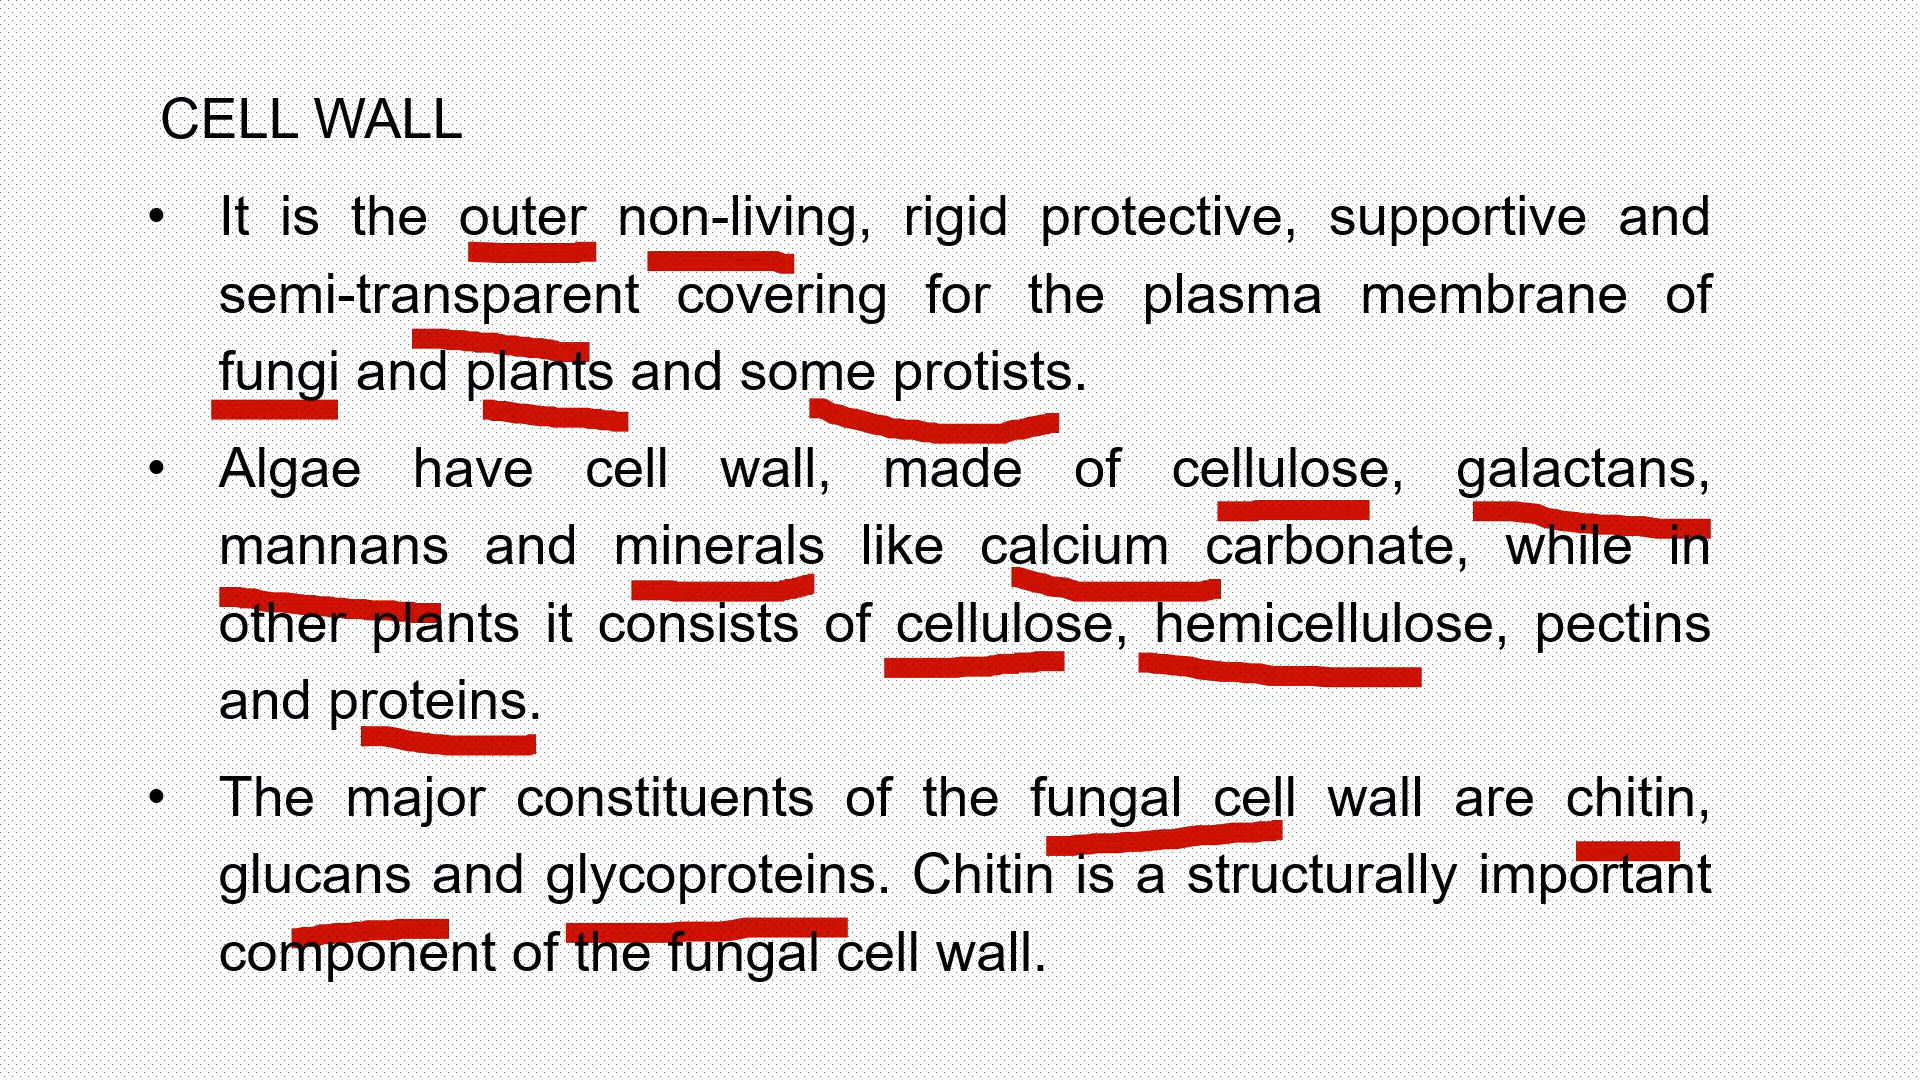 CELL WALL
• It is the outer non-living, rigid protective, supportive and
semi-transparent covering for the plasma membrane of
fungi and plants and some protists.
• Algae have cell wall, made of cellulose, galactans,
mannans and minerals like calcium carbonate, while in
other plants it consists of cellulose, hemicellulose, pectins
and proteins.
• The major constituents of the fungal cell wall are chitin,
glucans and glycoproteins. Chitin is a structurally important
component of the fungal cell wall.